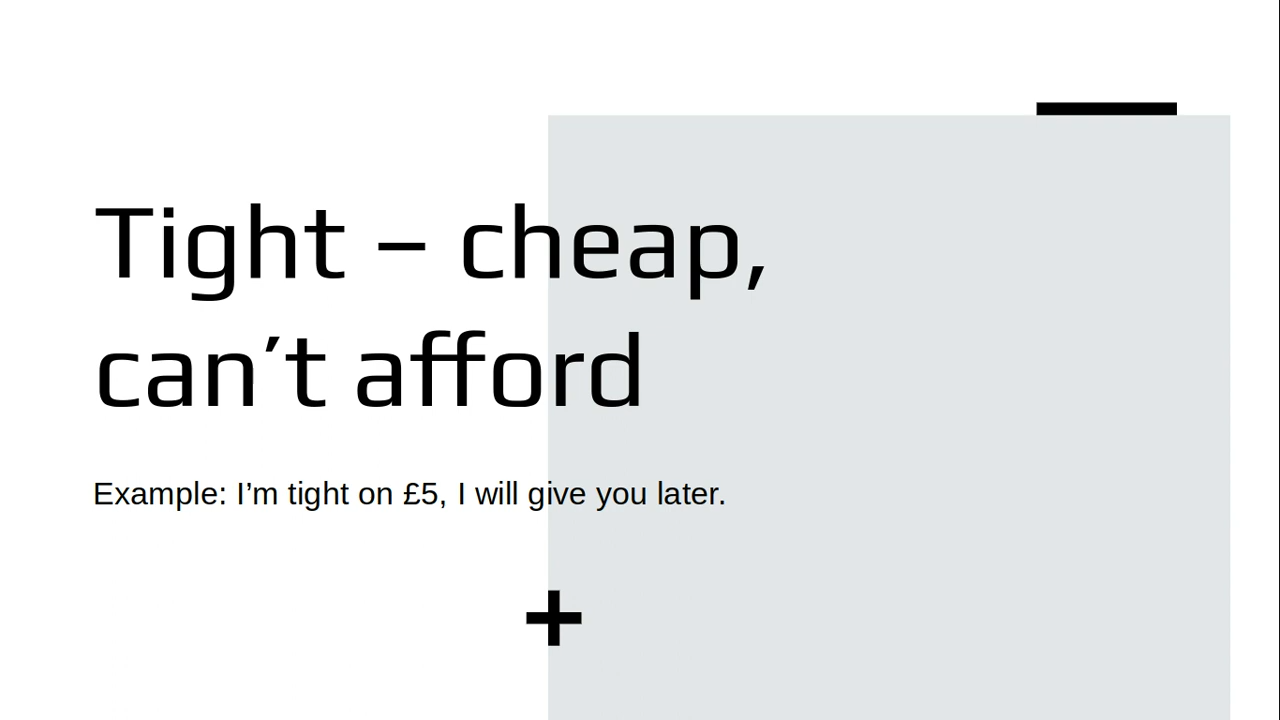 Tight – cheap,
can’t afford
Example: I’m tight on £5, I will give you later.